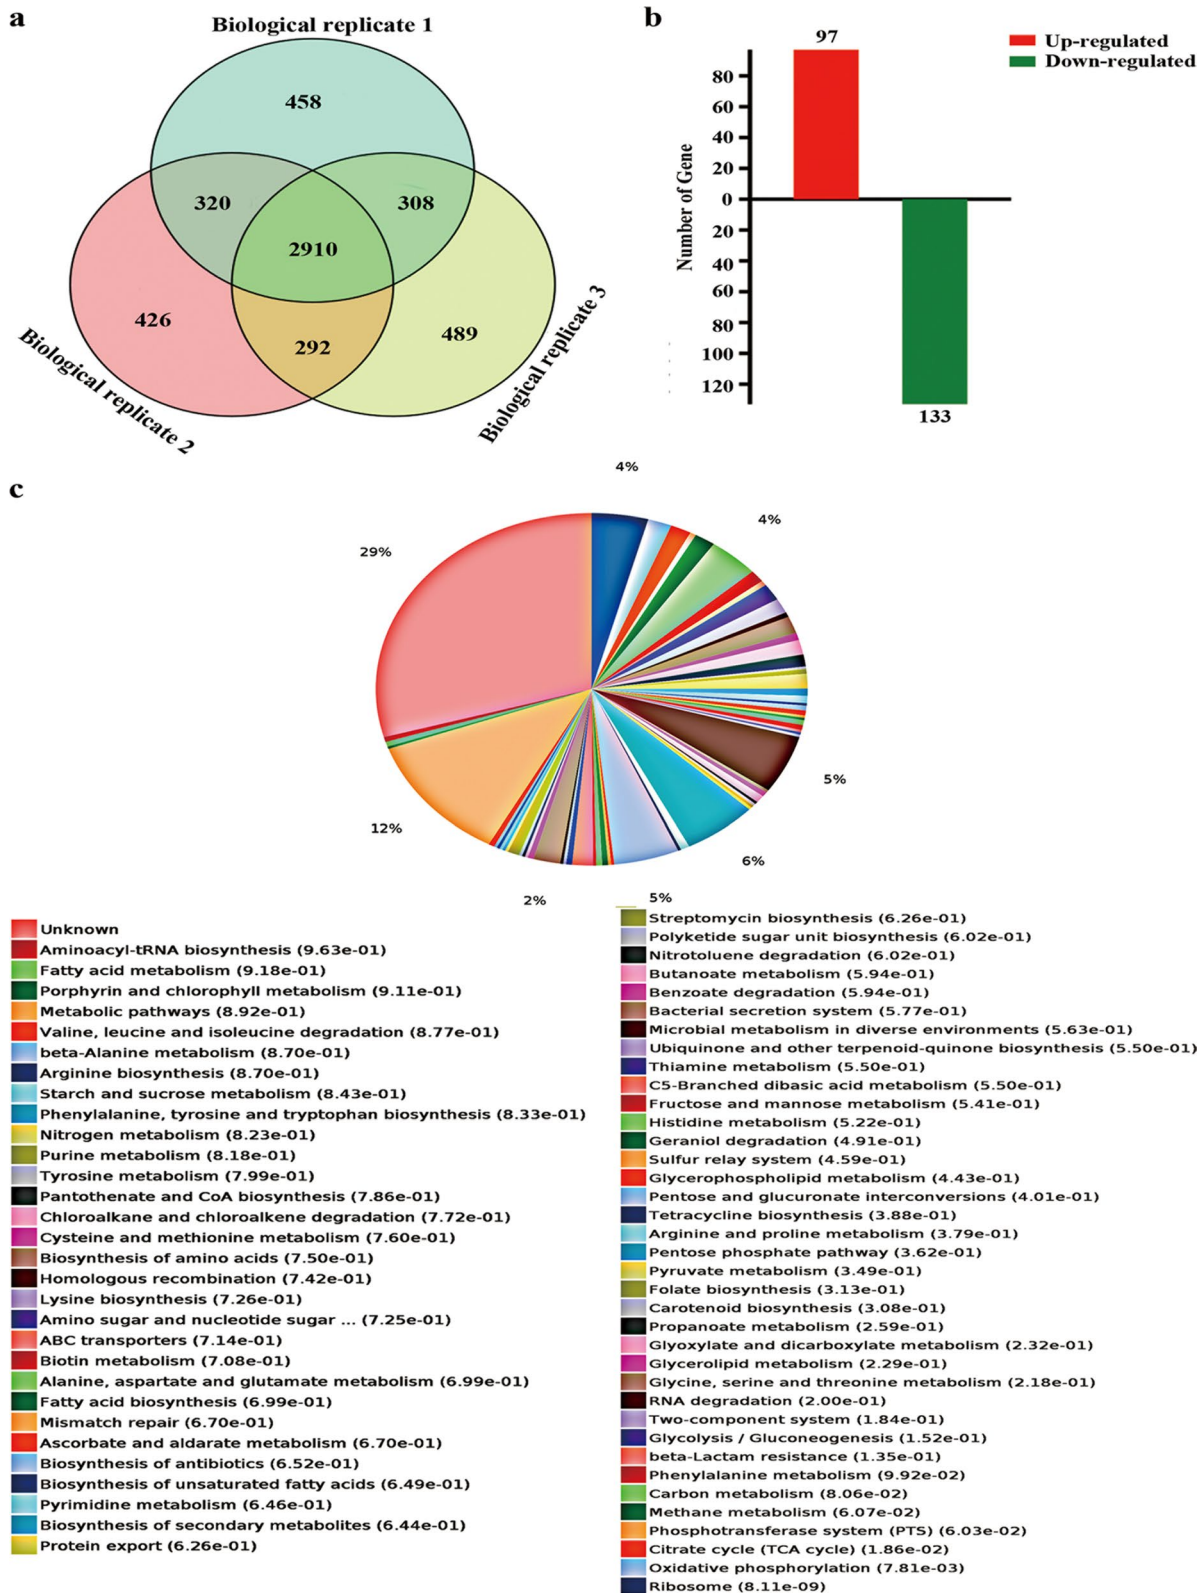 a
Biological replicate 1
458
320
308
2910
426
292
489
Biological replicate 2
Biological replicate 3
b
97
Up-regulated
Down-regulated
Number of Gene
80
60
40
20
0
20
40
60
80
100
120
133
c
4%
4%
29%
5%
12%
6%
2%
5%
Unknown
Aminoacyl-tRNA biosynthesis (9.63e-01)
Fatty acid metabolism (9.18e-01)
Porphyrin and chlorophyll metabolism (9.11e-01)
Metabolic pathways (8.92e-01)
Valine, leucine and isoleucine degradation (8.77e-01)
beta-Alanine metabolism (8.70e-01)
Arginine biosynthesis (8.70e-01)
Starch and sucrose metabolism (8.43e-01)
Phenylalanine, tyrosine and tryptophan biosynthesis (8.33e-01)
Nitrogen metabolism (8.23e-01)
Purine metabolism (8.18e-01)
Tyrosine metabolism (7.99e-01)
Pantothenate and CoA biosynthesis (7.86e-01)
Chloroalkane and chloroalkene degradation (7.72e-01)
Cysteine and methionine metabolism (7.60e-01)
Biosynthesis of amino acids (7.50e-01)
Homologous recombination (7.42e-01)
Lysine biosynthesis (7.26e-01)
Amino sugar and nucleotide sugar ... (7.25e-01)
ABC transporters (7.14e-01)
Biotin metabolism (7.08e-01)
Alanine, aspartate and glutamate metabolism (6.99e-01)
Fatty acid biosynthesis (6.99e-01)
Mismatch repair (6.70e-01)
Ascorbate and aldarate metabolism (6.70e-01)
Biosynthesis of antibiotics (6.52e-01)
Biosynthesis of unsaturated fatty acids (6.49e-01)
Pyrimidine metabolism (6.46e-01)
Biosynthesis of secondary metabolites (6.44e-01)
Protein export (6.26e-01)
Streptomycin biosynthesis (6.26e-01)
Polyketide sugar unit biosynthesis (6.02e-01)
Nitrotoluene degradation (6.02e-01)
Butanoate metabolism (5.94e-01)
Benzoate degradation (5.94e-01)
Bacterial secretion system (5.77e-01)
Microbial metabolism in diverse environments (5.63e-01)
Ubiquinone and other terpenoid-quinone biosynthesis (5.50e-01)
Thiamine metabolism (5.50e-01)
C5-Branched dibasic acid metabolism (5.50e-01)
Fructose and mannose metabolism (5.41e-01)
Histidine metabolism (5.22e-01)
Geraniol degradation (4.91e-01)
Sulfur relay system (4.59e-01)
Glycerophospholipid metabolism (4.43e-01)
Pentose and glucuronate interconversions (4.01e-01)
Tetracycline biosynthesis (3.88e-01)
Arginine and proline metabolism (3.79e-01)
Pentose phosphate pathway (3.62e-01)
Pyruvate metabolism (3.49e-01)
Folate biosynthesis (3.13e-01)
Carotenoid biosynthesis (3.08e-01)
Propanoate metabolism (2.59e-01)
Glyoxylate and dicarboxylate metabolism (2.32e-01)
Glycerolipid metabolism (2.29e-01)
Glycine, serine and threonine metabolism (2.18e-01)
RNA degradation (2.00e-01)
Two-component system (1.84e-01)
Glycolysis / Gluconeogenesis (1.52e-01)
beta-Lactam resistance (1.35e-01)
Phenylalanine metabolism (9.92e-02)
Carbon metabolism (8.06e-02)
Methane metabolism (6.07e-02)
Phosphotransferase system (PTS) (6.03e-02)
Citrate cycle (TCA cycle) (1.86e-02)
Oxidative phosphorylation (7.81e-03)
Ribosome (8.11e-09)